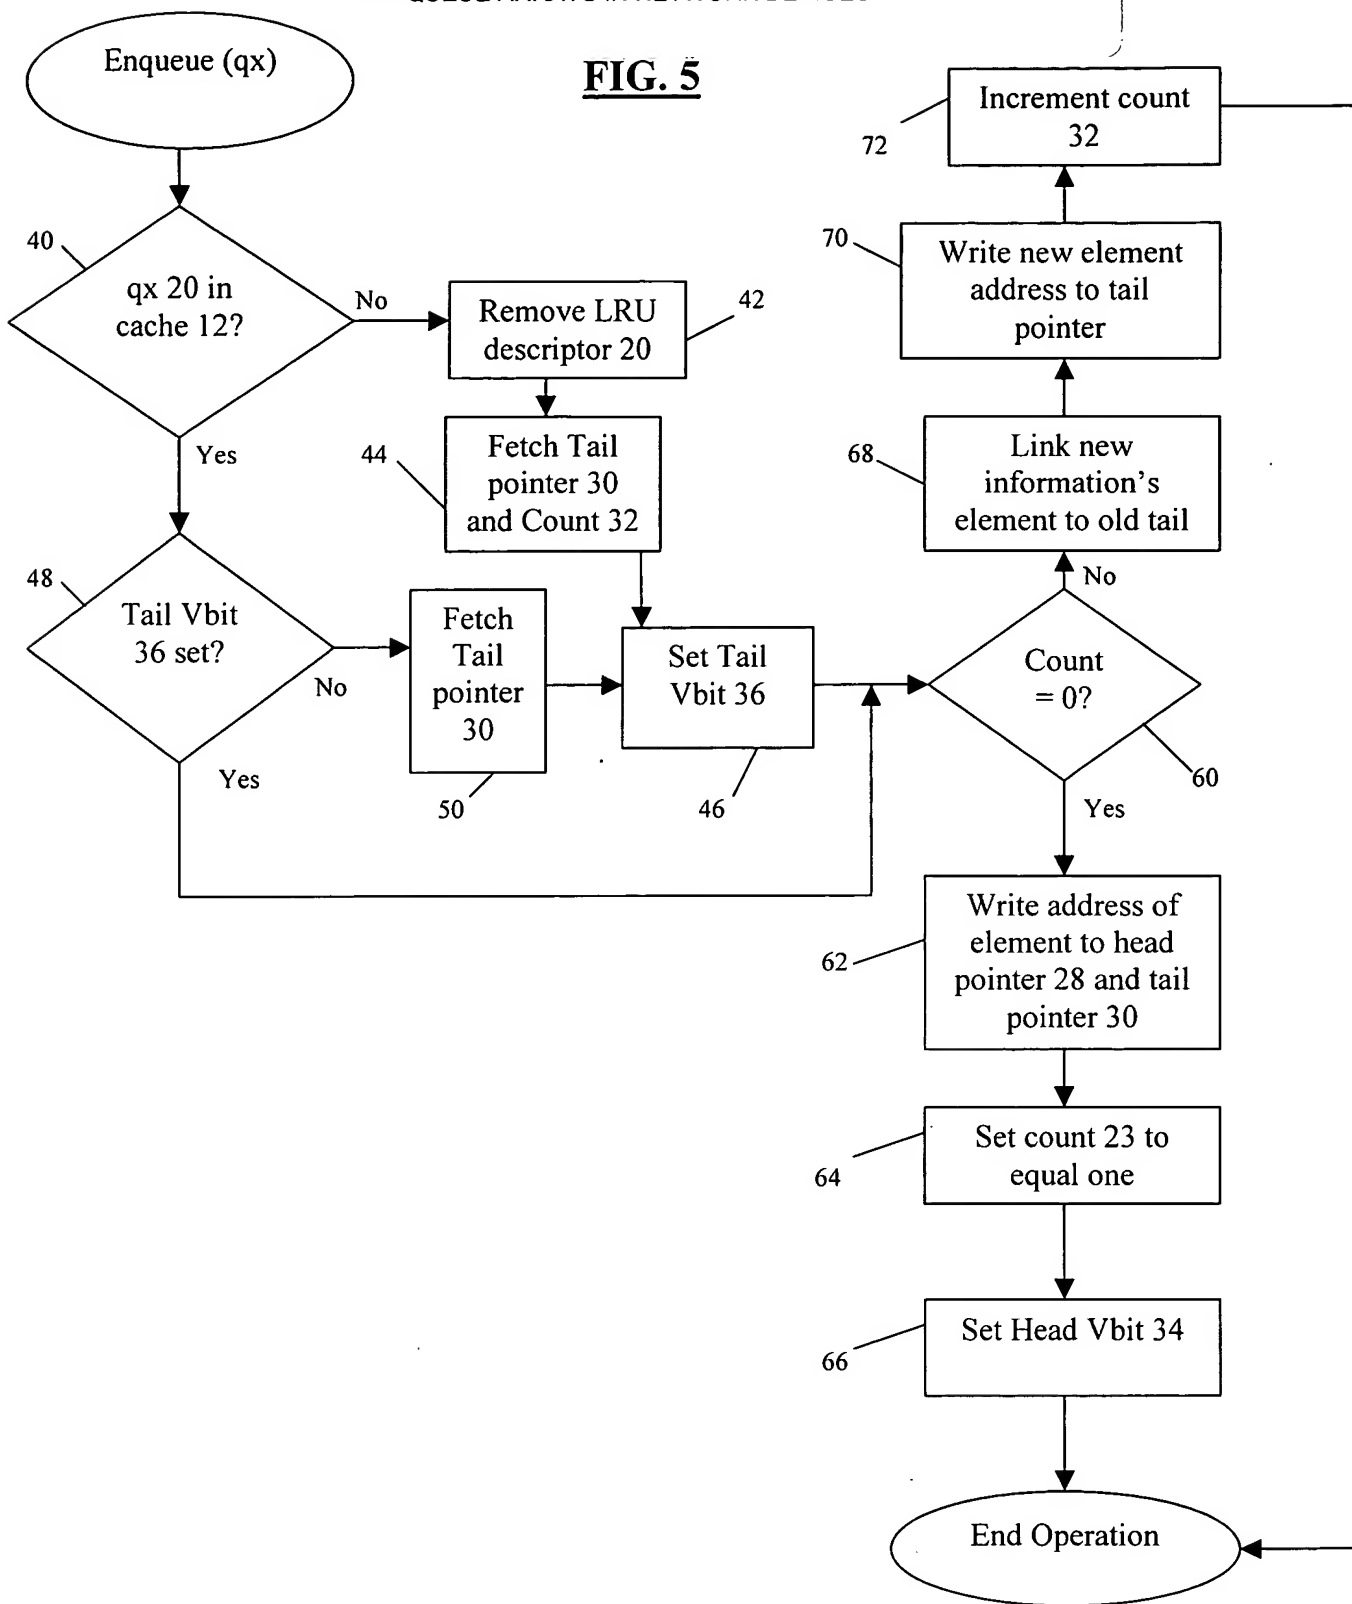 FIG. 5
Enqueue (qx)
40
qx 20 in
cache 12?
No
Yes
Remove LRU
descriptor 20
42
44
Fetch Tail
pointer 30
and Count 32
48
Tail Vbit
36 set?
No
Yes
Fetch
Tail
pointer
30
50
Set Tail
Vbit 36
46
Increment count
32
72
70
Write new element
address to tail
pointer
68
Link new
information's
element to old tail
No
Count
= 0?
60
Yes
62
Write address of
element to head
pointer 28 and tail
pointer 30
64
Set count 23 to
equal one
66
Set Head Vbit 34
End Operation